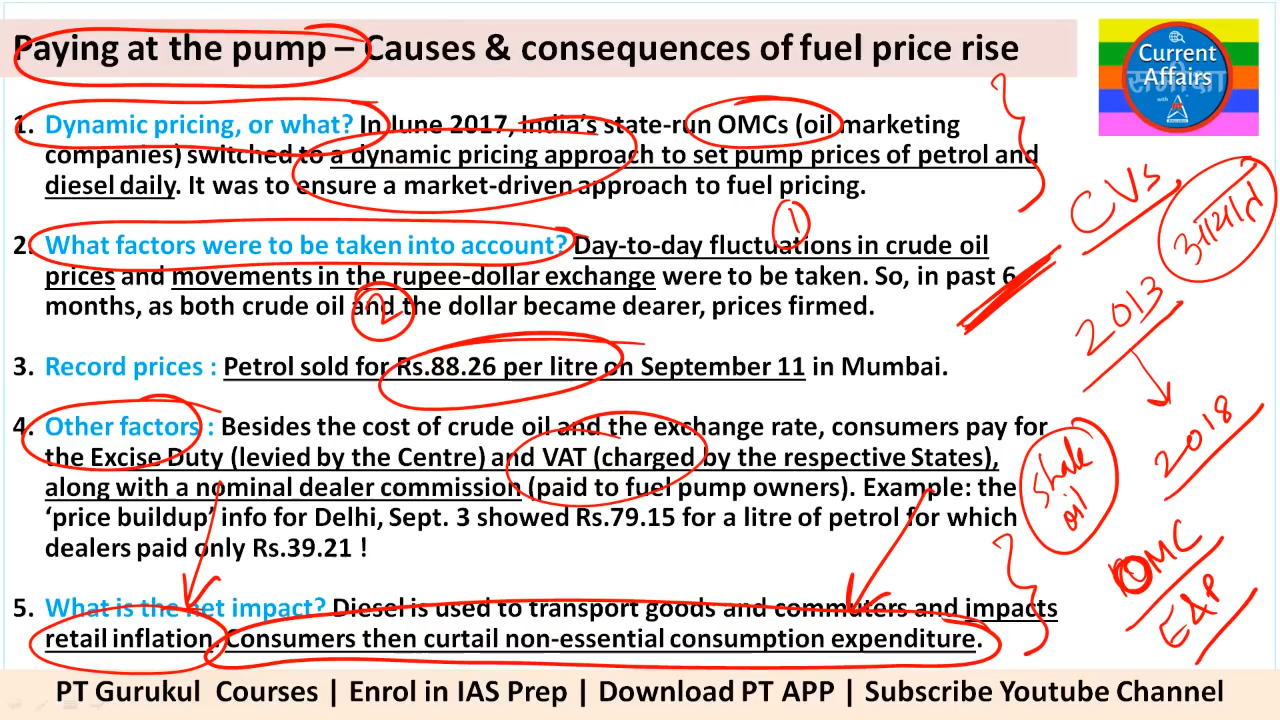 Paying at the pump – Causes & consequences of fuel price rise
Current
Affairs
समीक्षा
with
PT
1. Dynamic pricing, or what? In June 2017, India's state-run OMCs (oil marketing
companies) switched to a dynamic pricing approach to set pump prices of petrol and
diesel daily. It was to ensure a market-driven approach to fuel pricing.
CVs
आयात
1
2. What factors were to be taken into account? Day-to-day fluctuations in crude oil
prices and movements in the rupee-dollar exchange were to be taken. So, in past 6
months, as both crude oil and the dollar became dearer, prices firmed.
2
2013
3. Record prices : Petrol sold for Rs.88.26 per litre on September 11 in Mumbai.
2018
4. Other factors : Besides the cost of crude oil and the exchange rate, consumers pay for
the Excise Duty (levied by the Centre) and VAT (charged by the respective States),
along with a nominal dealer commission (paid to fuel pump owners). Example: the
'price buildup' info for Delhi, Sept. 3 showed Rs.79.15 for a litre of petrol for which
dealers paid only Rs.39.21 !
Shale
oil
OMC
E&P
5. What is the net impact? Diesel is used to transport goods and commuters and impacts
retail inflation. Consumers then curtail non-essential consumption expenditure.
PT Gurukul Courses | Enrol in IAS Prep | Download PT APP | Subscribe Youtube Channel